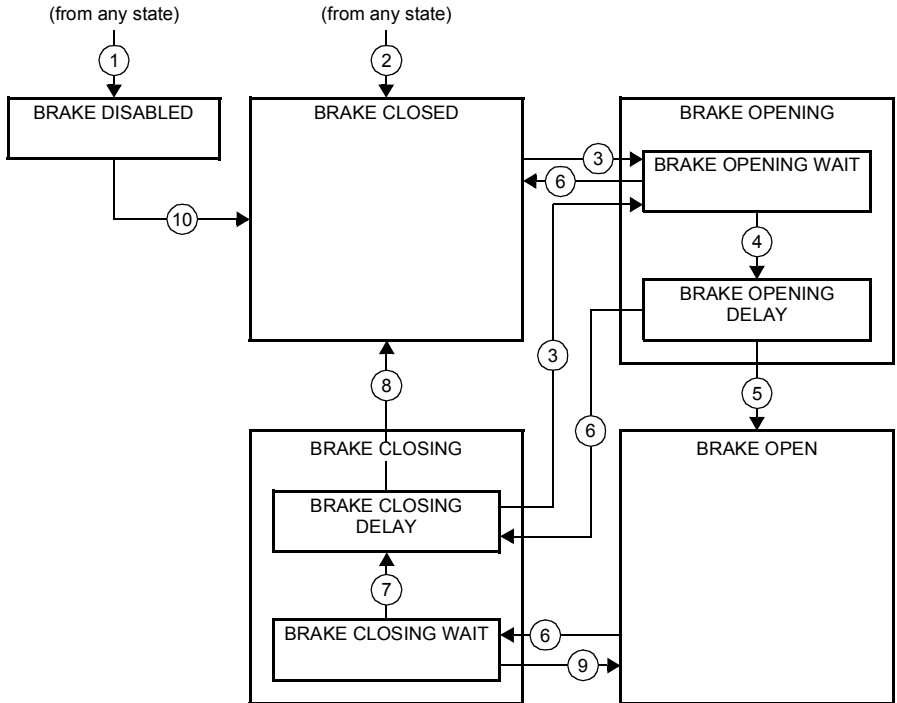 (from any state)
(from any state)
1
2
BRAKE DISABLED
BRAKE CLOSED
BRAKE OPENING
3
BRAKE OPENING WAIT
6
10
4
BRAKE OPENING
DELAY
3
8
5
6
BRAKE CLOSING
BRAKE OPEN
BRAKE CLOSING
DELAY
7
BRAKE CLOSING WAIT
6
9